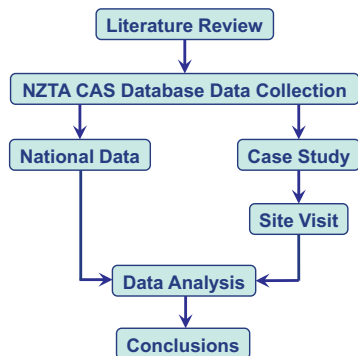 Literature Review
NZTA CAS Database Data Collection
National Data
Case Study
Site Visit
Data Analysis
Conclusions